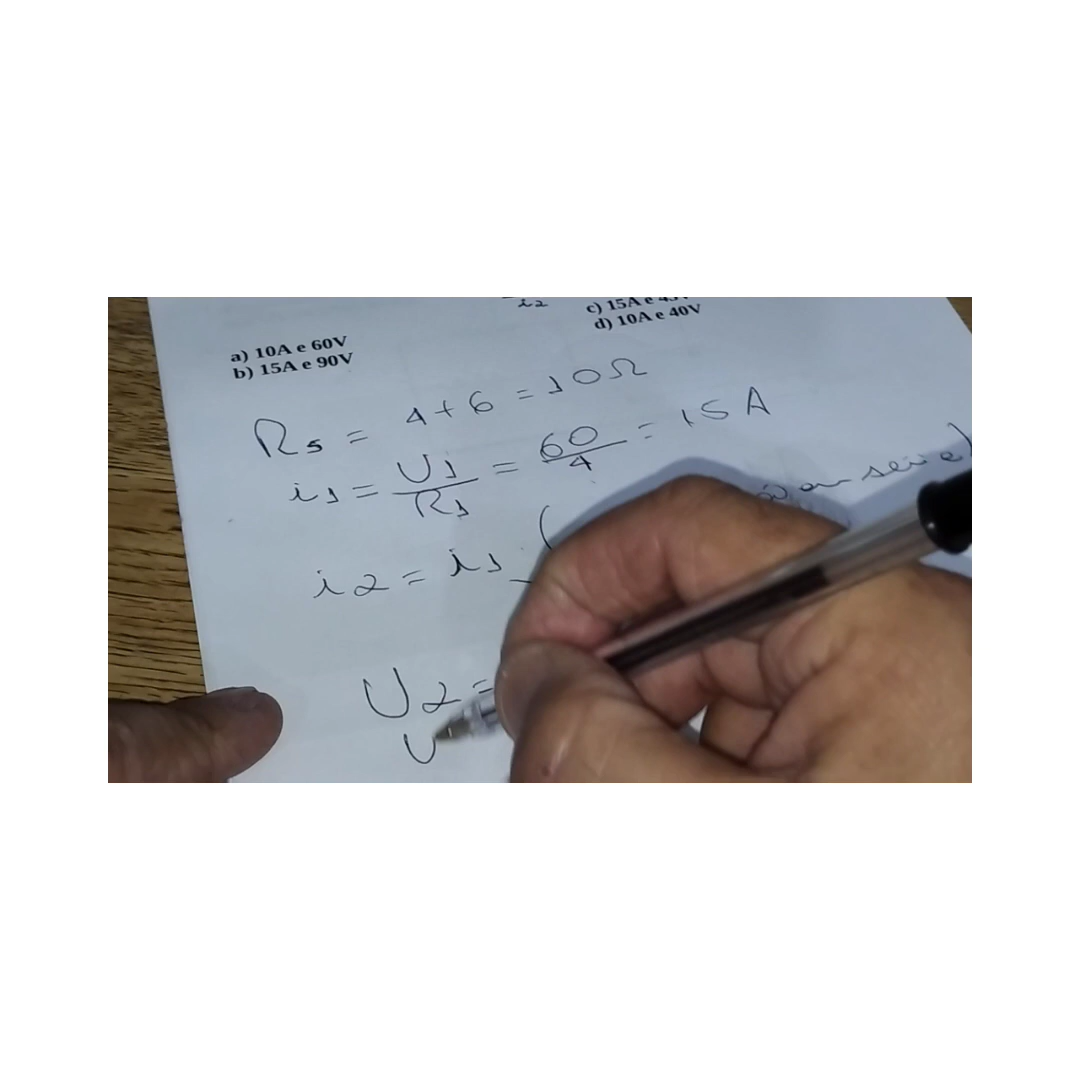 i2
c) 15A e
a) 10A e 60V
d) 10A e 40V
b) 15A e 90V
Rs = 4 + 6 = 10Ω
i1 = U1/R1 = 60/4 = 15A
i2 = i1 (
U2 =
U